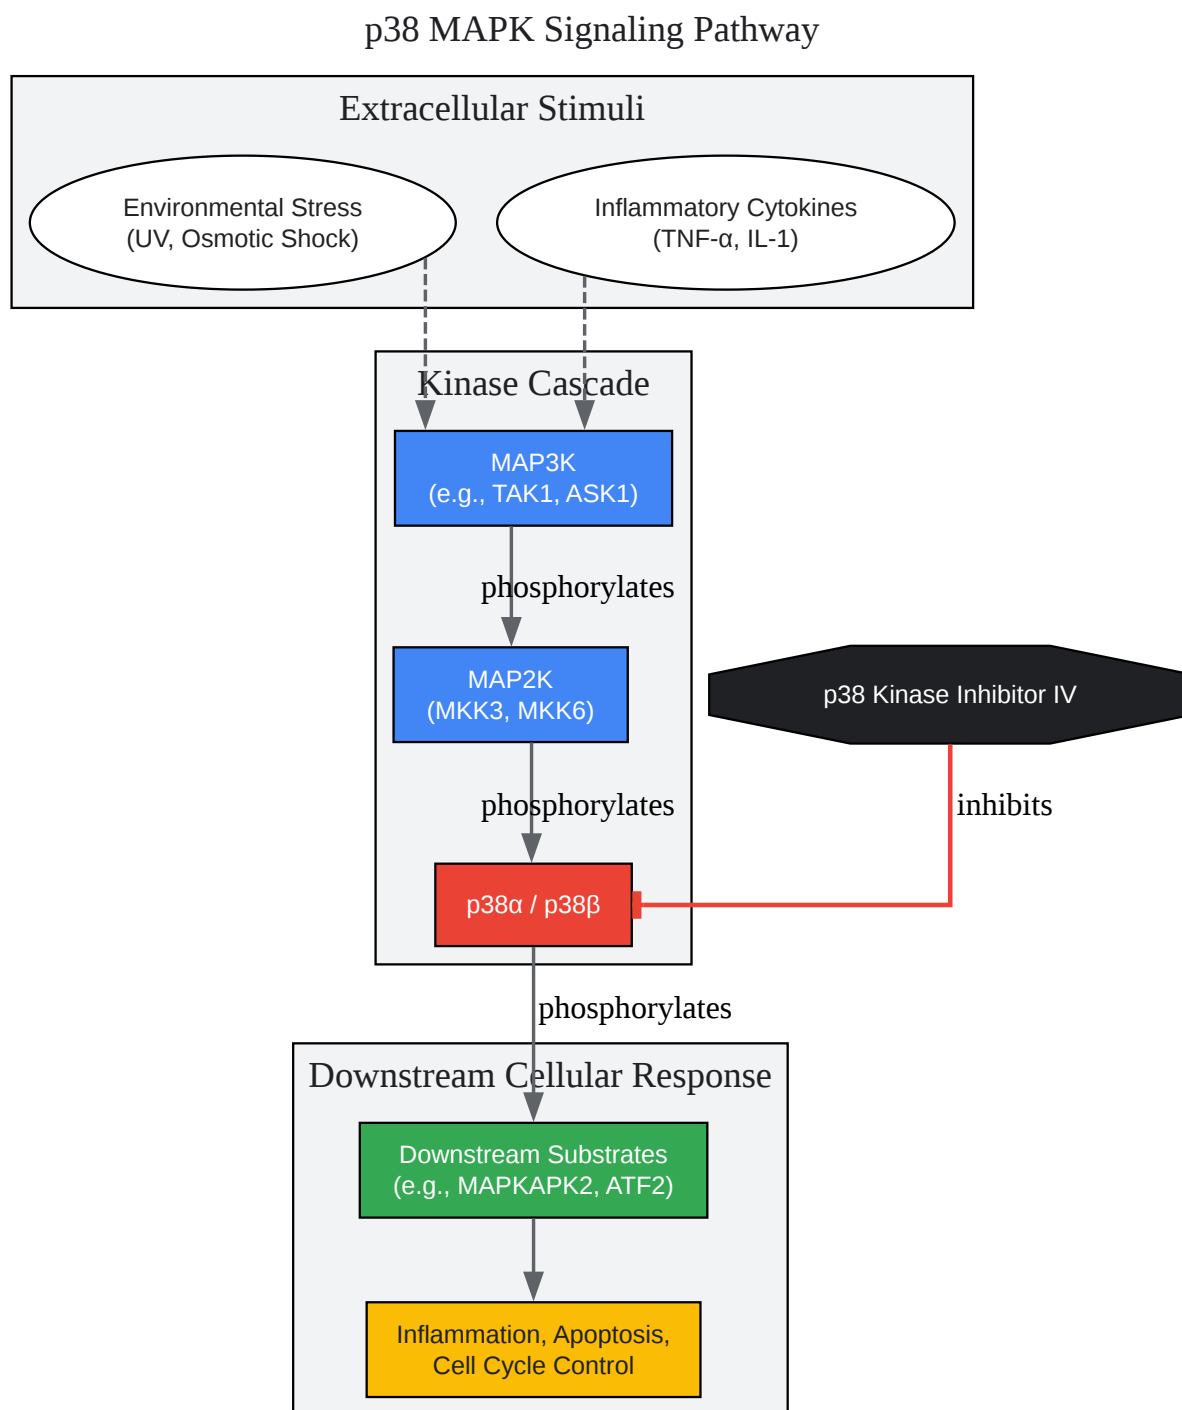 p38 MAPK Signaling Pathway
Extracellular Stimuli
Environmental Stress
(UV, Osmotic Shock)
Inflammatory Cytokines
(TNF-α, IL-1)
Kinase Cascade
MAP3K
(e.g., TAK1, ASK1)
phosphorylates
MAP2K
(MKK3, MKK6)
p38 Kinase Inhibitor IV
phosphorylates
inhibits
p38α / p38β
phosphorylates
Downstream Cellular Response
Downstream Substrates
(e.g., MAPKAPK2, ATF2)
Inflammation, Apoptosis,
Cell Cycle Control